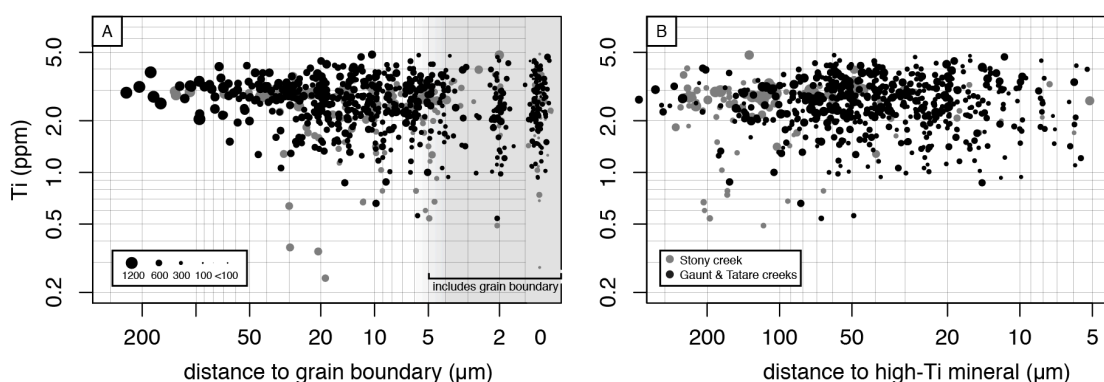 A
Ti (ppm)
5.0
2.0
1.0
0.5
0.2
1200 600 300 100 <100
includes grain boundary
200 50 20 10 5 2 0
distance to grain boundary (µm)
B
5.0
2.0
1.0
0.5
0.2
Stony creek
Gaunt & Tatare creeks
200 100 50 20 10 5
distance to high-Ti mineral (µm)